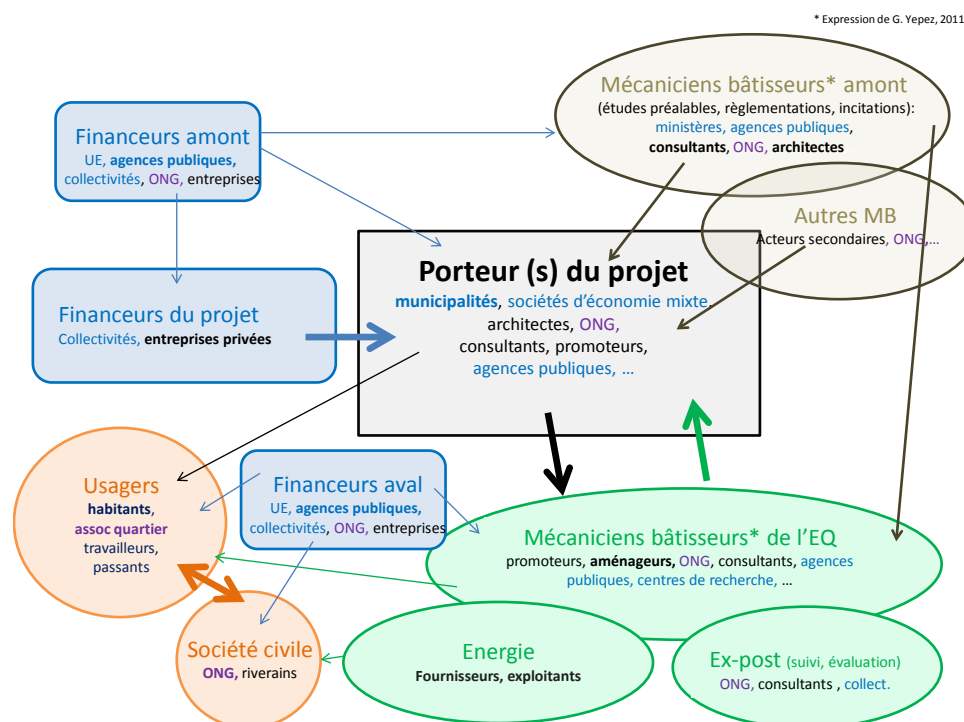 * Expression de G. Yepez, 2011
Mécaniciens bâtisseurs* amont
(études préalables, règlementations, incitations):
ministères, agences publiques,
consultants, ONG, architectes
Financeurs amont
UE, agences publiques,
collectivités, ONG, entreprises
Autres MB
Acteurs secondaires, ONG,…
Porteur (s) du projet
municipalités, sociétés d’économie mixte,
architectes, ONG,
consultants, promoteurs,
agences publiques, …
Financeurs du projet
Collectivités, entreprises privées
Usagers
habitants,
assoc quartier
travailleurs,
passants
Financeurs aval
UE, agences publiques,
collectivités, ONG, entreprises
Mécaniciens bâtisseurs* de l’EQ
promoteurs, aménageurs, ONG, consultants, agences
publiques, centres de recherche, …
Société civile
ONG, riverains
Energie
Fournisseurs, exploitants
Ex-post (suivi, évaluation)
ONG, consultants , collect.